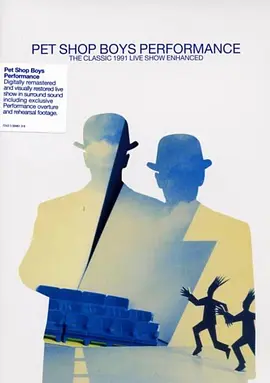 PET SHOP BOYS PERFORMANCE
THE CLASSIC 1991 LIVE SHOW ENHANCED
Pet Shop Boys
Performance
Digitally remastered
and visually restored live
show in surround sound
including exclusive
Performance overture
and rehearsal footage.